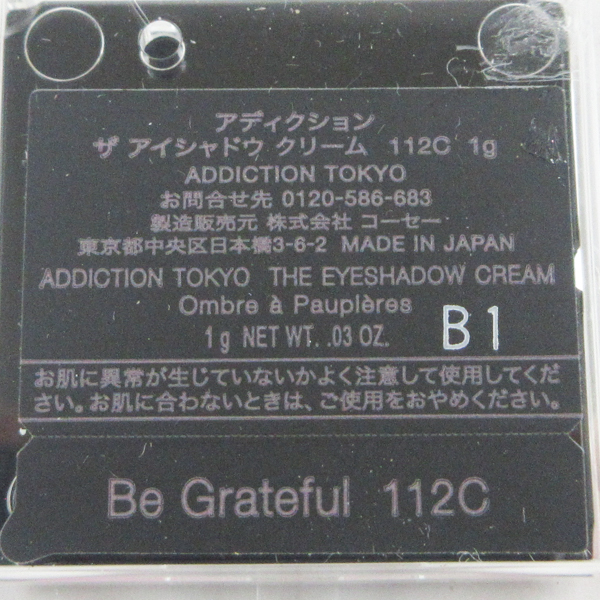 アディクション
ザ アイシャドウ クリーム 112C 1g
ADDICTION TOKYO
お問合せ先 0120-586-683
製造販売元 株式会社 コーセー
東京都中央区日本橋3-6-2 MADE IN JAPAN
ADDICTION TOKYO THE EYESHADOW CREAM
Ombre à Paupières
1g NET WT. .03 OZ. B1
お肌に異常が生じていないかよく注意して使用してくだ
さい。お肌に合わないときは、ご使用をおやめください。
Be Grateful 112C